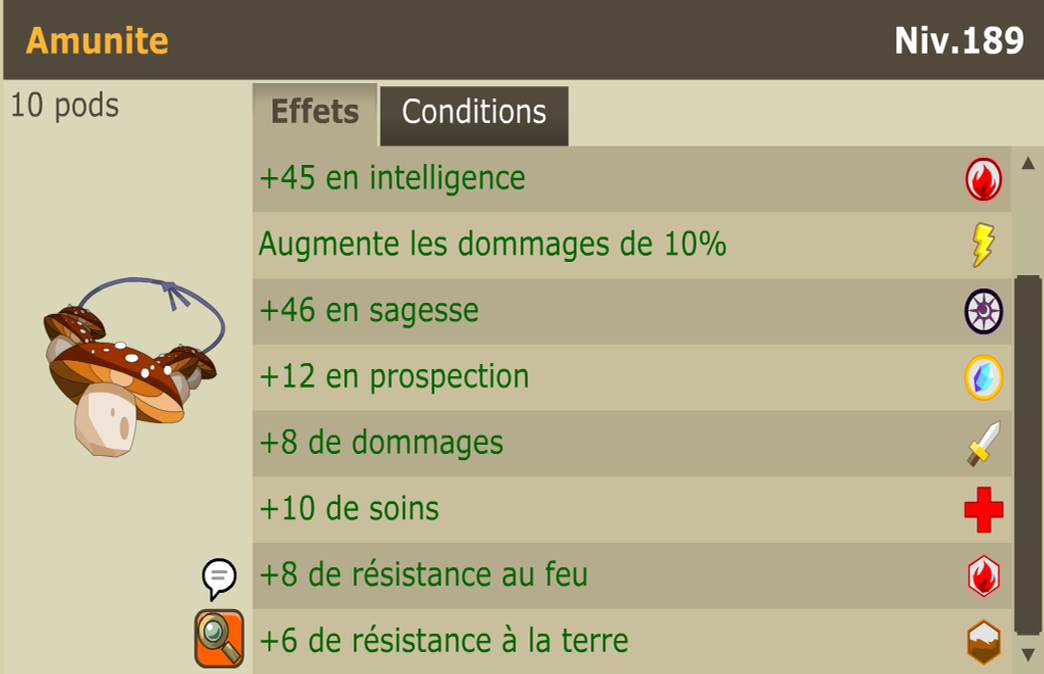 Amunite
Niv.189
10 pods
Effets
Conditions
+45 en intelligence
Augmente les dommages de 10%
+46 en sagesse
+12 en prospection
+8 de dommages
+10 de soins
+8 de résistance au feu
+6 de résistance à la terre